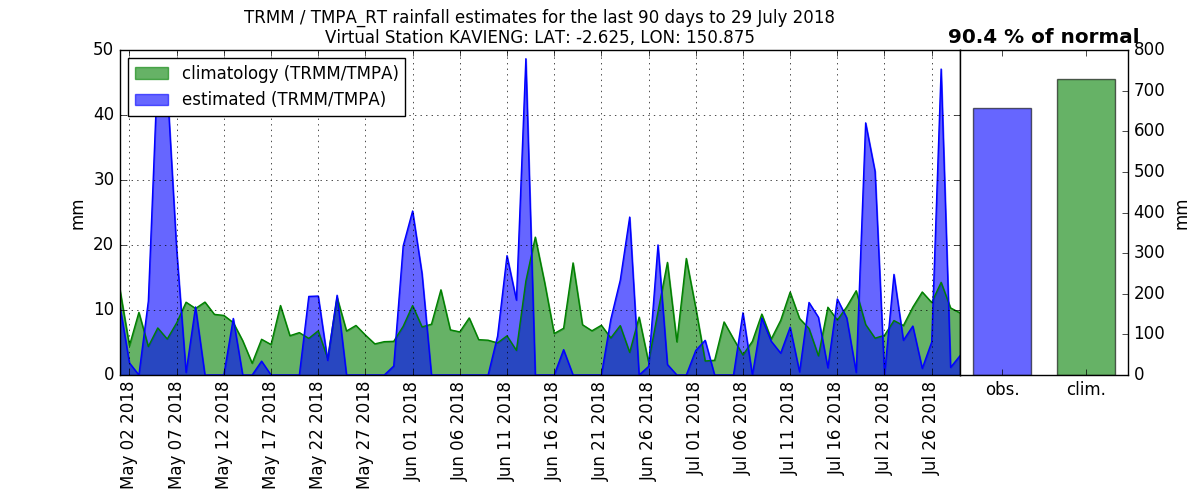 TRMM / TMPA_RT rainfall estimates for the last 90 days to 29 July 2018
Virtual Station KAVIENG: LAT: -2.625, LON: 150.875
90.4 % of normal
climatology (TRMM/TMPA)
estimated (TRMM/TMPA)
mm
50
40
30
20
10
0
May 02 2018
May 07 2018
May 12 2018
May 17 2018
May 22 2018
May 27 2018
Jun 01 2018
Jun 06 2018
Jun 11 2018
Jun 16 2018
Jun 21 2018
Jun 26 2018
Jul 01 2018
Jul 06 2018
Jul 11 2018
Jul 16 2018
Jul 21 2018
Jul 26 2018
obs.
clim.
800
700
600
500
400
300
200
100
0
mm